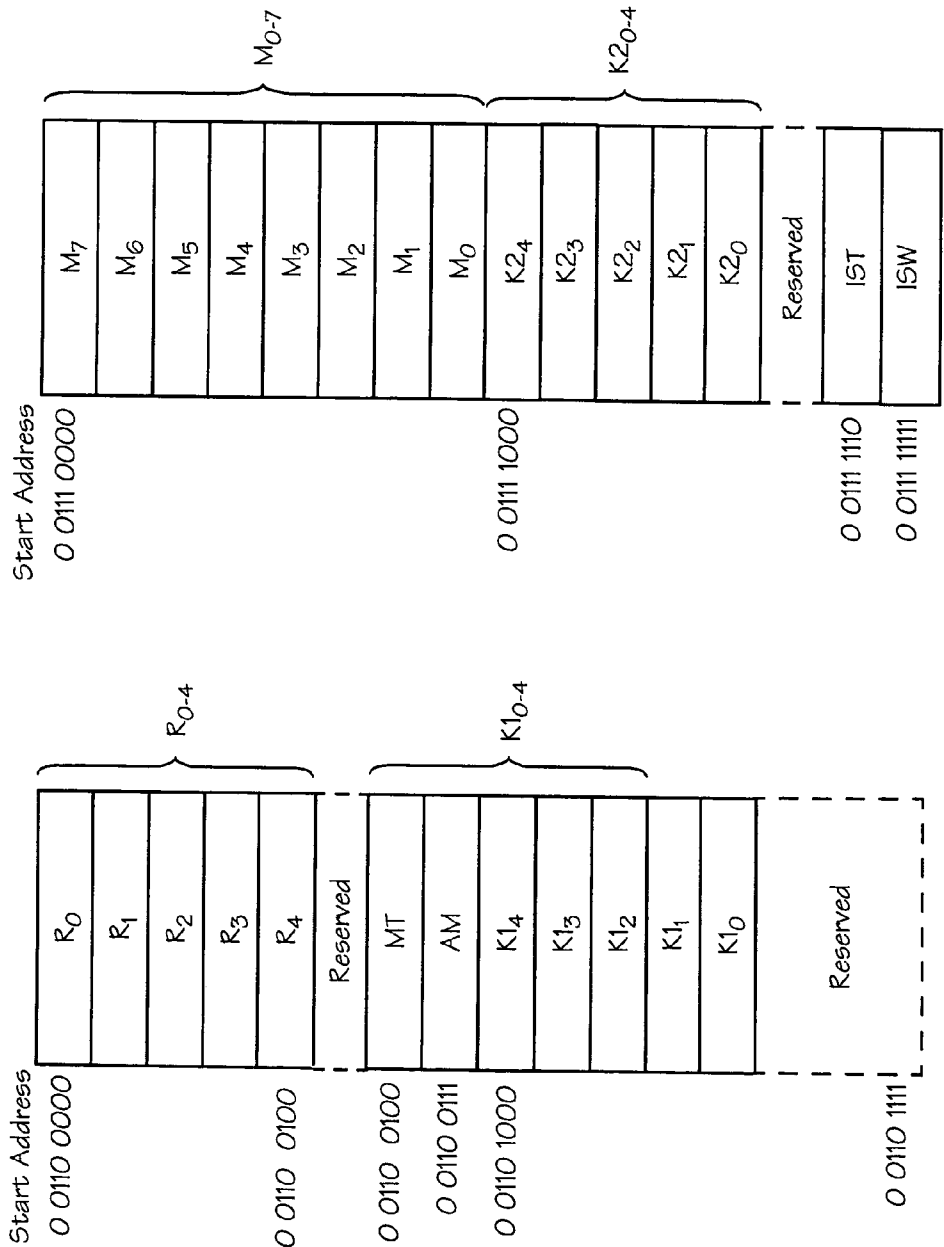 Start Address
0 0110 0000
R0
R1
R2
R3
0 0110 0100
R4
R0-4
Reserved
0 0110 0100
MT
0 0110 0111
AM
0 0110 1000
K14
K13
K12
K11
K10
K10-4
Reserved
0 0110 1111
Start Address
0 0111 0000
M7
M6
M5
M4
M3
M2
M1
M0
M0-7
0 0111 1000
K24
K23
K22
K21
K20
K20-4
Reserved
0 0111 1110
IST
0 0111 11111
ISW